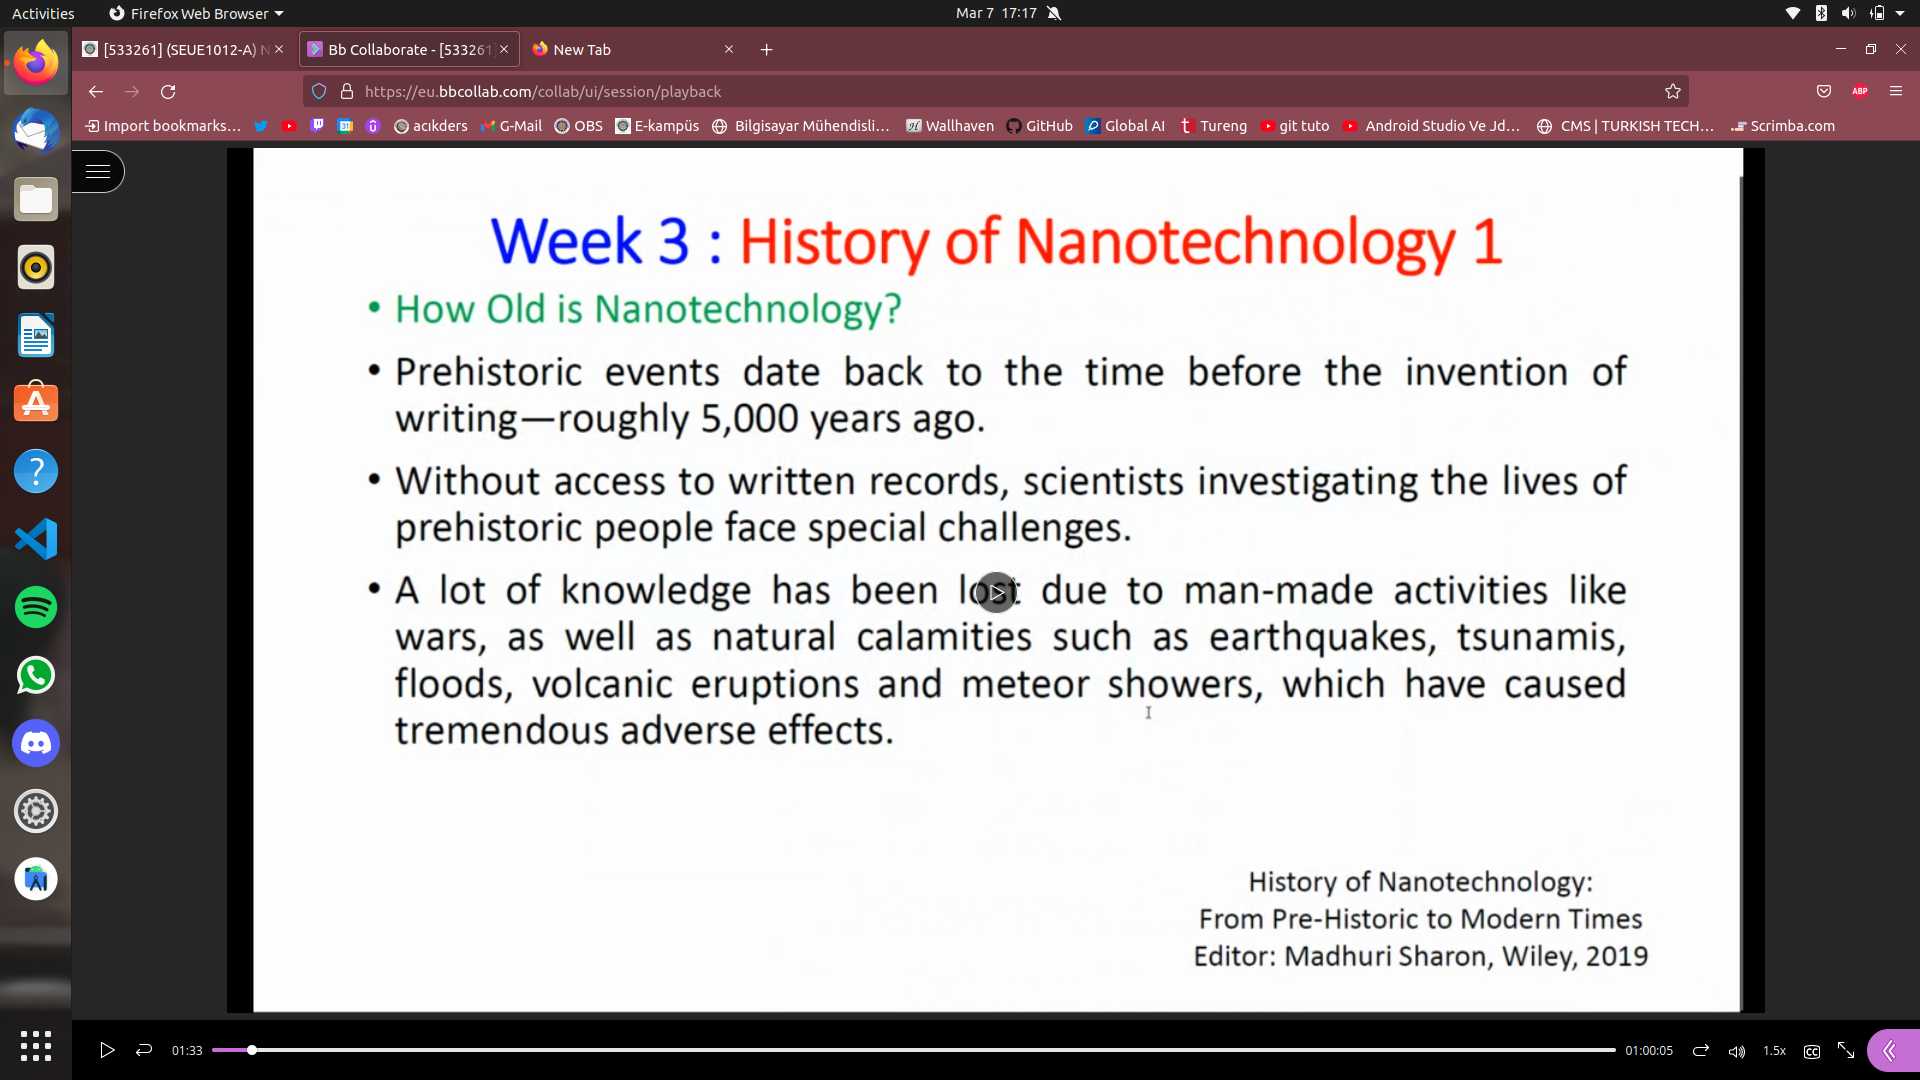 Activities
Firefox Web Browser
Mar 7 17:17
[533261] (SEUE1012-A) N
Bb Collaborate - [533261]
New Tab
https://eu.bbcollab.com/collab/ui/session/playback
ABP
Import bookmarks...
31
acıkders
G-Mail
OBS
E-kampüs
Bilgisayar Mühendisli...
Wallhaven
GitHub
Global AI
Tureng
git tuto
Android Studio Ve Jd...
CMS | TURKISH TECH...
Scrimba.com
Week 3 : History of Nanotechnology 1
• How Old is Nanotechnology?
• Prehistoric events date back to the time before the invention of
writing—roughly 5,000 years ago.
• Without access to written records, scientists investigating the lives of
prehistoric people face special challenges.
• A lot of knowledge has been lost due to man-made activities like
wars, as well as natural calamities such as earthquakes, tsunamis,
floods, volcanic eruptions and meteor showers, which have caused
tremendous adverse effects.
History of Nanotechnology:
From Pre-Historic to Modern Times
Editor: Madhuri Sharon, Wiley, 2019
01:33
01:00:05
1.5x
CC